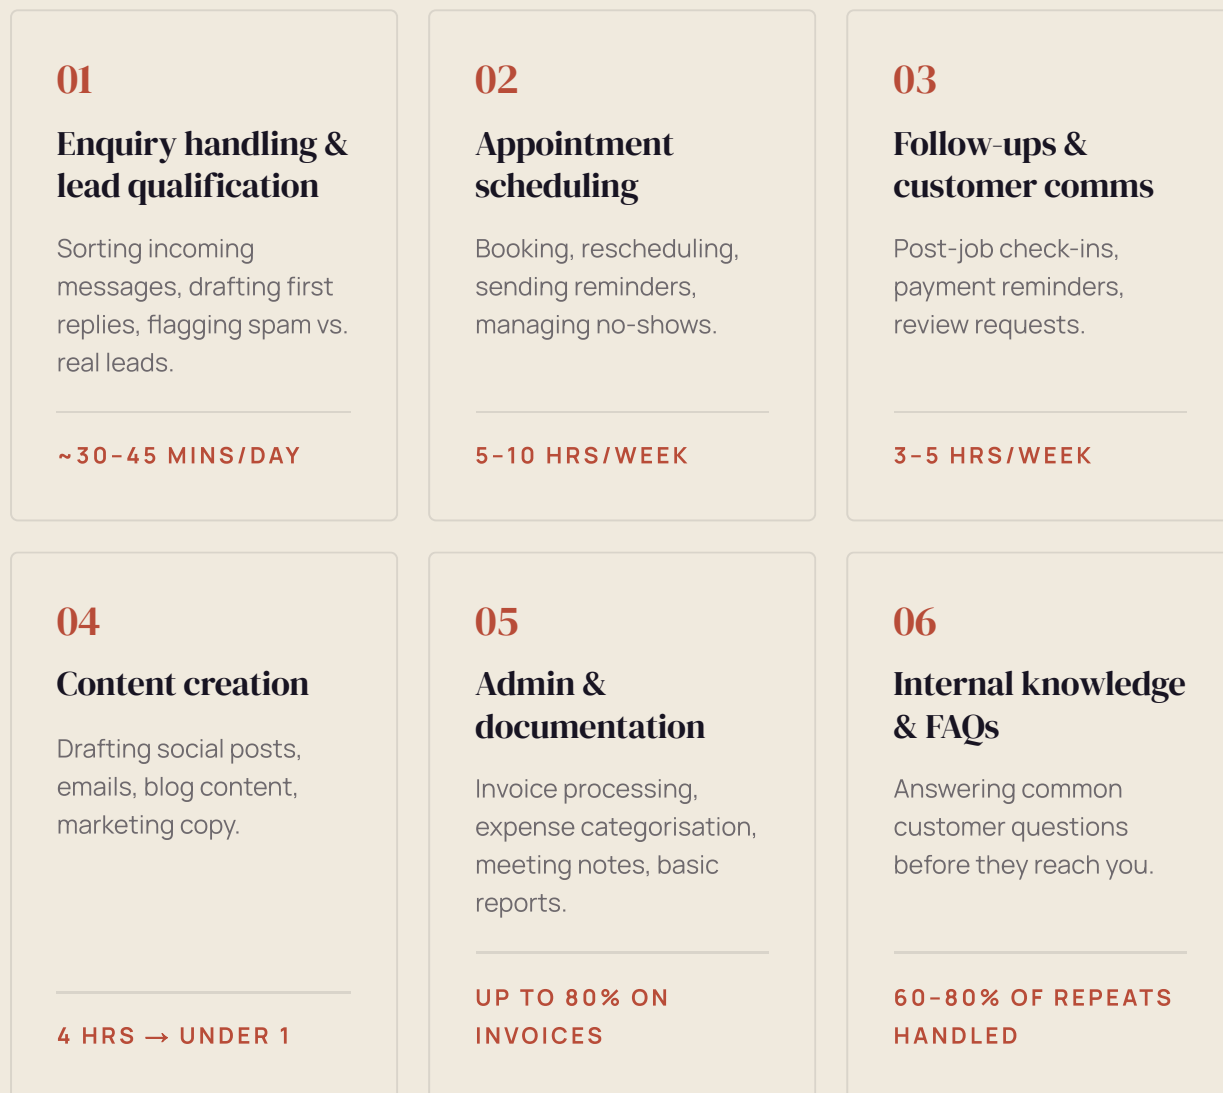 01
Enquiry handling &
lead qualification
Sorting incoming
messages, drafting first
replies, flagging spam vs.
real leads.
~30–45 MINS/DAY
02
Appointment
scheduling
Booking, rescheduling,
sending reminders,
managing no-shows.
5–10 HRS/WEEK
03
Follow-ups &
customer comms
Post-job check-ins,
payment reminders,
review requests.
3–5 HRS/WEEK
04
Content creation
Drafting social posts,
emails, blog content,
marketing copy.
4 HRS → UNDER 1
05
Admin &
documentation
Invoice processing,
expense categorisation,
meeting notes, basic
reports.
UP TO 80% ON
INVOICES
06
Internal knowledge
& FAQs
Answering common
customer questions
before they reach you.
60–80% OF REPEATS
HANDLED